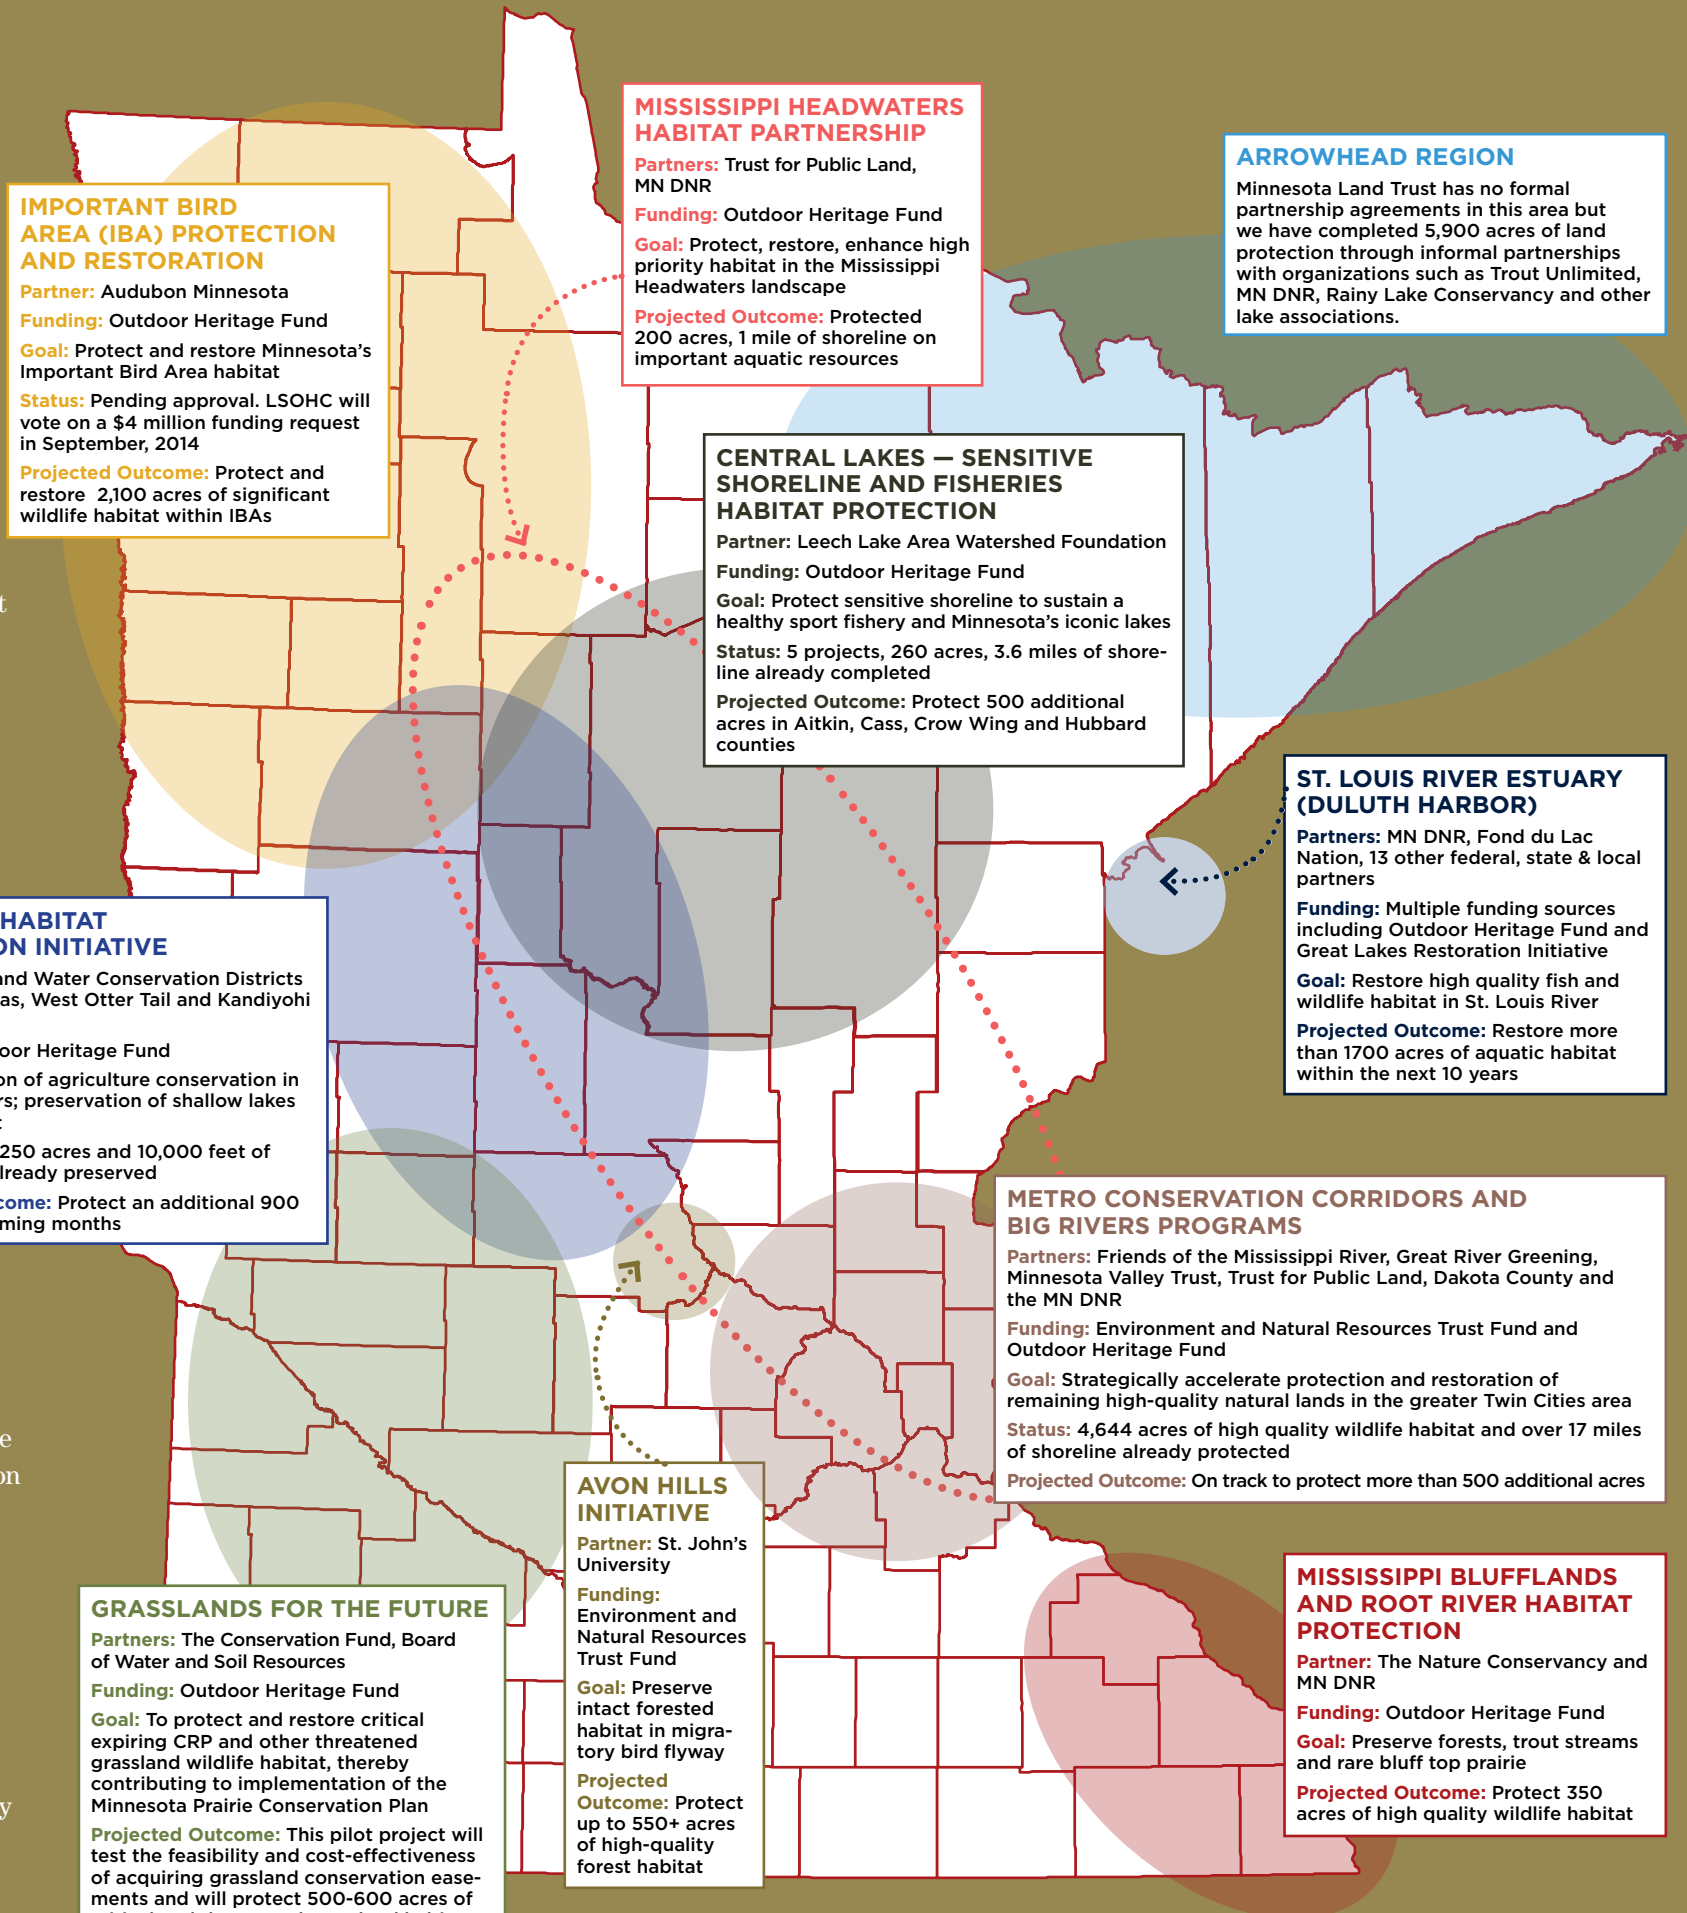 MISSISSIPPI HEADWATERS
HABITAT PARTNERSHIP
Partners: Trust for Public Land,
MN DNR
Funding: Outdoor Heritage Fund
Goal: Protect, restore, enhance high
priority habitat in the Mississippi
Headwaters landscape
Projected Outcome: Protected
200 acres, 1 mile of shoreline on
important aquatic resources
ARROWHEAD REGION
Minnesota Land Trust has no formal
partnership agreements in this area but
we have completed 5,900 acres of land
protection through informal partnerships
with organizations such as Trout Unlimited,
MN DNR, Rainy Lake Conservancy and other
lake associations.
IMPORTANT BIRD
AREA (IBA) PROTECTION
AND RESTORATION
Partner: Audubon Minnesota
Funding: Outdoor Heritage Fund
Goal: Protect and restore Minnesota's
Important Bird Area habitat
Status: Pending approval. LSOHC will
vote on a $4 million funding request
in September, 2014
Projected Outcome: Protect and
restore 2,100 acres of significant
wildlife habitat within IBAs
CENTRAL LAKES — SENSITIVE
SHORELINE AND FISHERIES
HABITAT PROTECTION
Partner: Leech Lake Area Watershed Foundation
Funding: Outdoor Heritage Fund
Goal: Protect sensitive shoreline to sustain a
healthy sport fishery and Minnesota's iconic lakes
Status: 5 projects, 260 acres, 3.6 miles of shore-
line already completed
Projected Outcome: Protect 500 additional
acres in Aitkin, Cass, Crow Wing and Hubbard
counties
ST. LOUIS RIVER ESTUARY
(DULUTH HARBOR)
Partners: MN DNR, Fond du Lac
Nation, 13 other federal, state & local
partners
Funding: Multiple funding sources
including Outdoor Heritage Fund and
Great Lakes Restoration Initiative
Goal: Restore high quality fish and
wildlife habitat in St. Louis River
Projected Outcome: Restore more
than 1700 acres of aquatic habitat
within the next 10 years
HABITAT
ON INITIATIVE
and Water Conservation Districts
as, West Otter Tail and Kandiyohi
oor Heritage Fund
on of agriculture conservation in
rs; preservation of shallow lakes
t
250 acres and 10,000 feet of
lready preserved
come: Protect an additional 900
ming months
METRO CONSERVATION CORRIDORS AND
BIG RIVERS PROGRAMS
Partners: Friends of the Mississippi River, Great River Greening,
Minnesota Valley Trust, Trust for Public Land, Dakota County and
the MN DNR
Funding: Environment and Natural Resources Trust Fund and
Outdoor Heritage Fund
Goal: Strategically accelerate protection and restoration of
remaining high-quality natural lands in the greater Twin Cities area
Status: 4,644 acres of high quality wildlife habitat and over 17 miles
of shoreline already protected
Projected Outcome: On track to protect more than 500 additional acres
AVON HILLS
INITIATIVE
Partner: St. John's
University
Funding:
Environment and
Natural Resources
Trust Fund
Goal: Preserve
intact forested
habitat in migra-
tory bird flyway
Projected
Outcome: Protect
up to 550+ acres
of high-quality
forest habitat
MISSISSIPPI BLUFFLANDS
AND ROOT RIVER HABITAT
PROTECTION
Partner: The Nature Conservancy and
MN DNR
Funding: Outdoor Heritage Fund
Goal: Preserve forests, trout streams
and rare bluff top prairie
Projected Outcome: Protect 350
acres of high quality wildlife habitat
GRASSLANDS FOR THE FUTURE
Partners: The Conservation Fund, Board
of Water and Soil Resources
Funding: Outdoor Heritage Fund
Goal: To protect and restore critical
expiring CRP and other threatened
grassland wildlife habitat, thereby
contributing to implementation of the
Minnesota Prairie Conservation Plan
Projected Outcome: This pilot project will
test the feasibility and cost-effectiveness
of acquiring grassland conservation ease-
ments and will protect 500-600 acres of
t
e
on
y